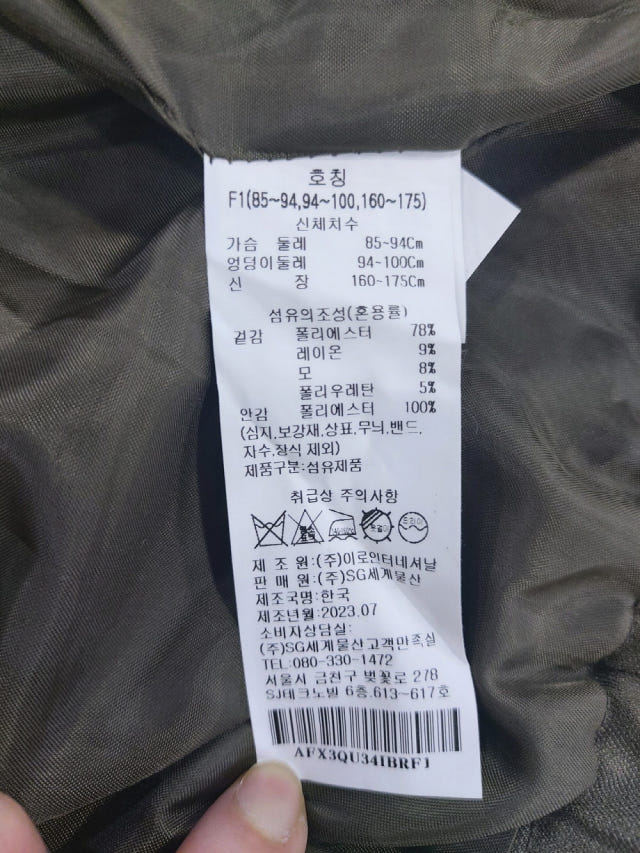 호칭
F1(85~94,94~100,160~175)
신체치수
가슴 둘레 85~94Cm
엉덩이둘레 94~100Cm
신 장 160~175Cm
섬유의조성(혼용률)
겉감 폴리에스터 78%
레이온 9%
모 8%
폴리우레탄 5%
안감 폴리에스터 100%
(심지,보강재,상표,무늬,밴드,
자수,장식 제외)
제품구분:섬유제품
취급상 주의사항
제 조 원:(주)이로인터네셔날
판 매 원:(주)SG세계물산
제조국명:한국
제조년월:2023.07
소비자상담실:
(주)SG세계물산고객만족실
TEL:080-330-1472
서울시 금천구 벚꽃로 278
SJ테크노빌 6층.613~617호
AFX3QU34IBRF1